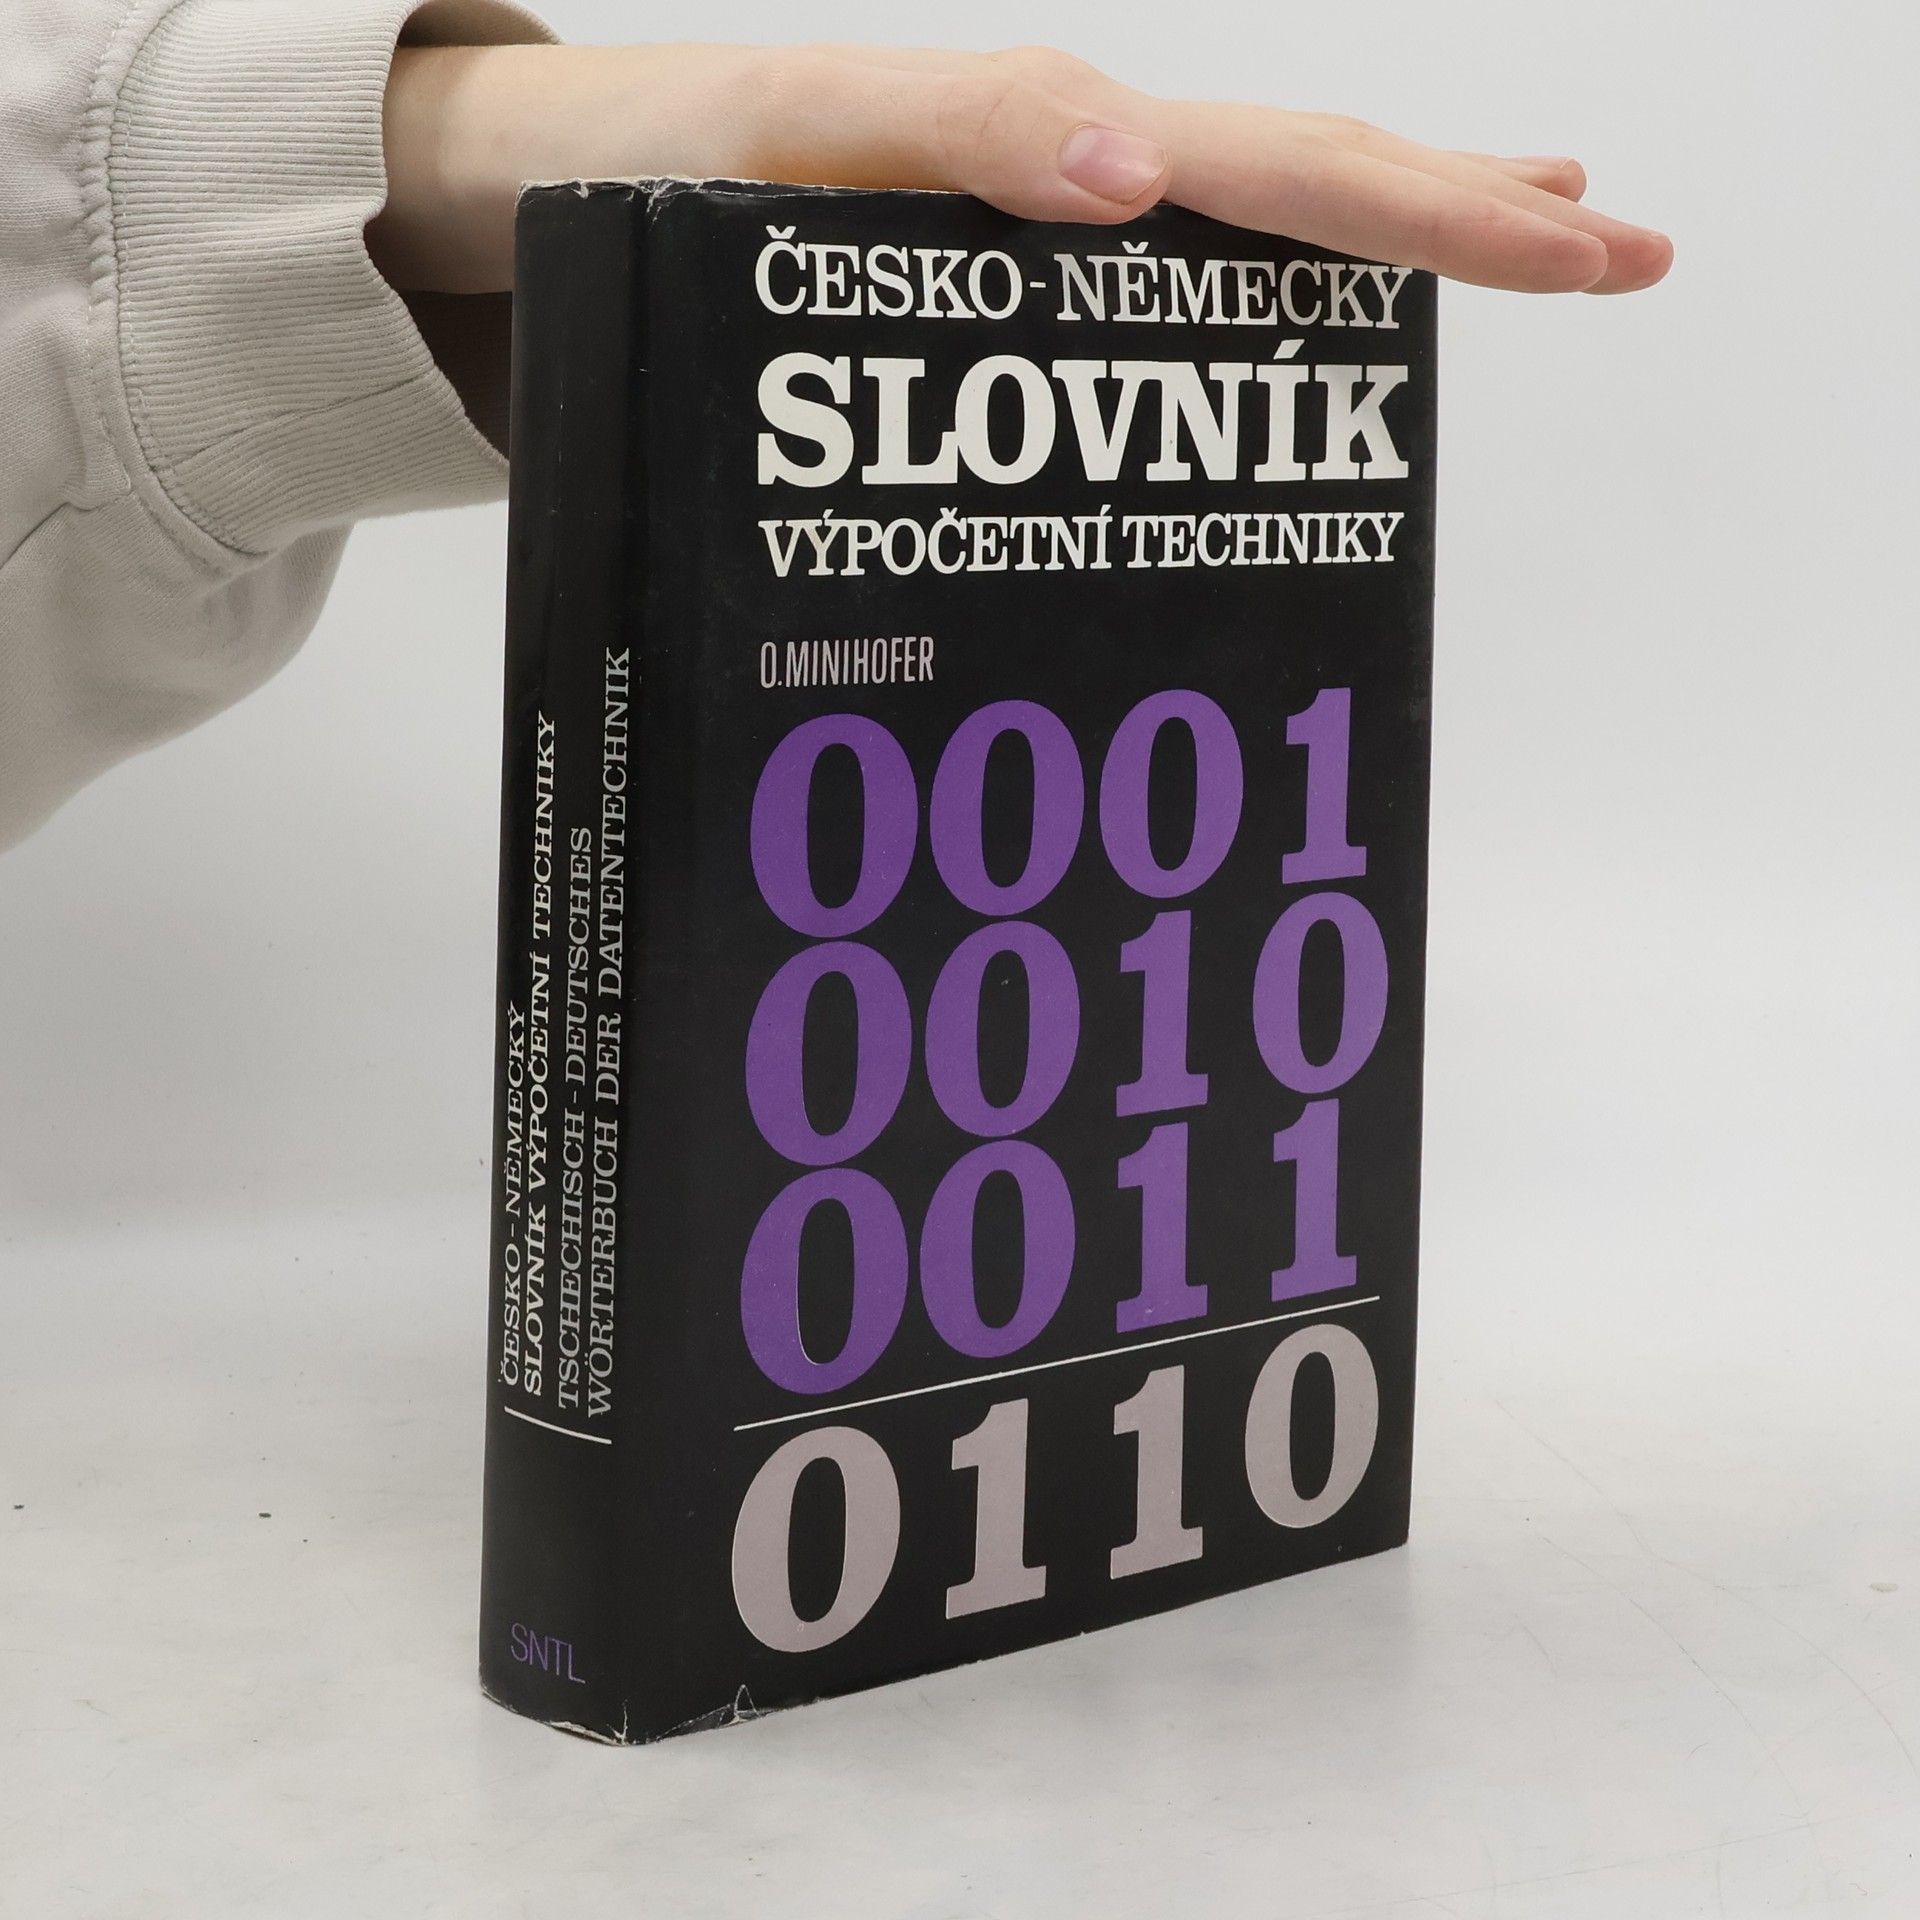 ČESKO-NĚMECKÝ
SLOVNÍK
VÝPOČETNÍ TECHNIKY
O.MINIHOFER
0001
0010
0011
0110
ČESKO-NĚMECKÝ
SLOVNÍK VÝPOČETNÍ TECHNIKY
TSCHECHISCH-DEUTSCHES
WÖRTERBUCH DER DATENTECHNIK
SNTL